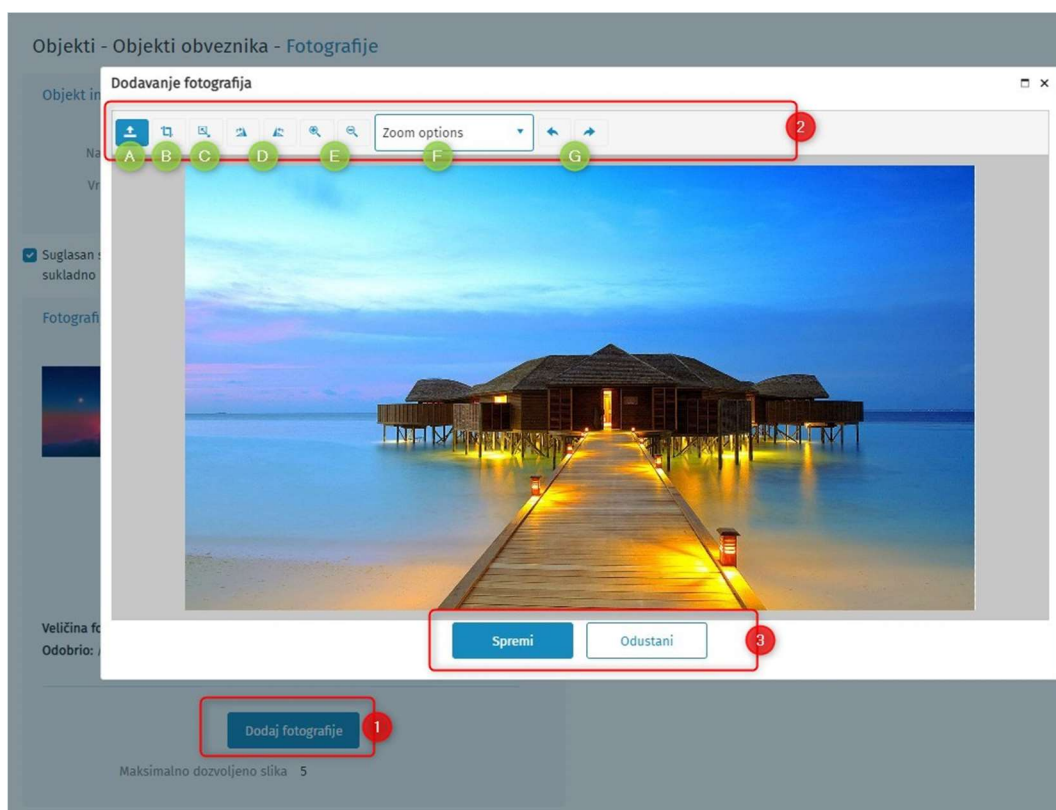 Objekti - Objekti obveznika - Fotografije
Dodavanje fotografija
Objekt in
Zoom options
2
A B C D E F G
Na
Vr
Suglasan s
sukladno
Fotografi
Veličina fo
Odobrio:
Spremi Odustani 3
Dodaj fotografije 1
Maksimalno dozvoljeno slika 5